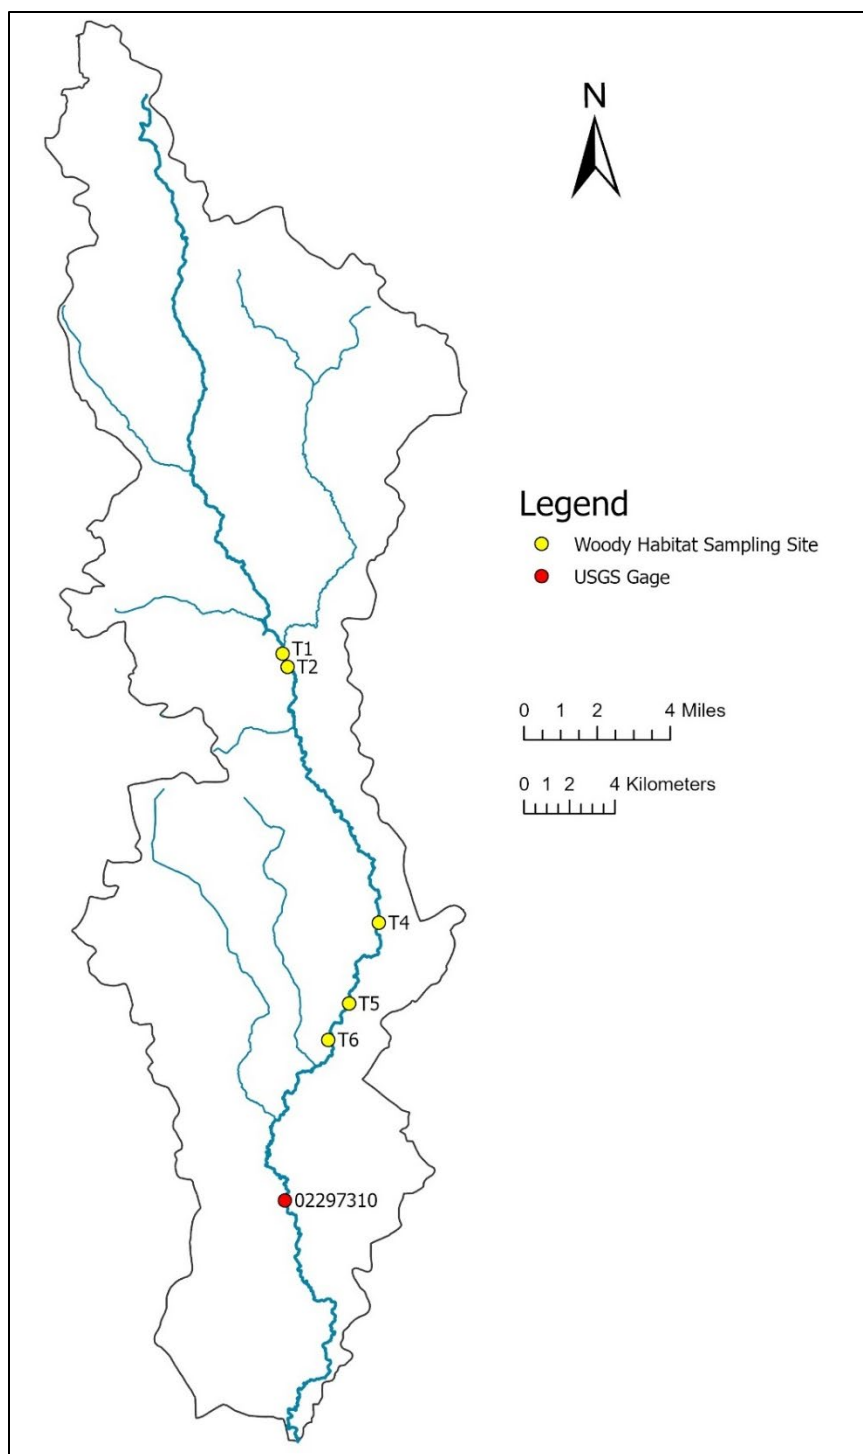 N
Legend
Woody Habitat Sampling Site
USGS Gage
T1
T2
0 1 2 4 Miles
0 1 2 4 Kilometers
T4
T5
T6
02297310